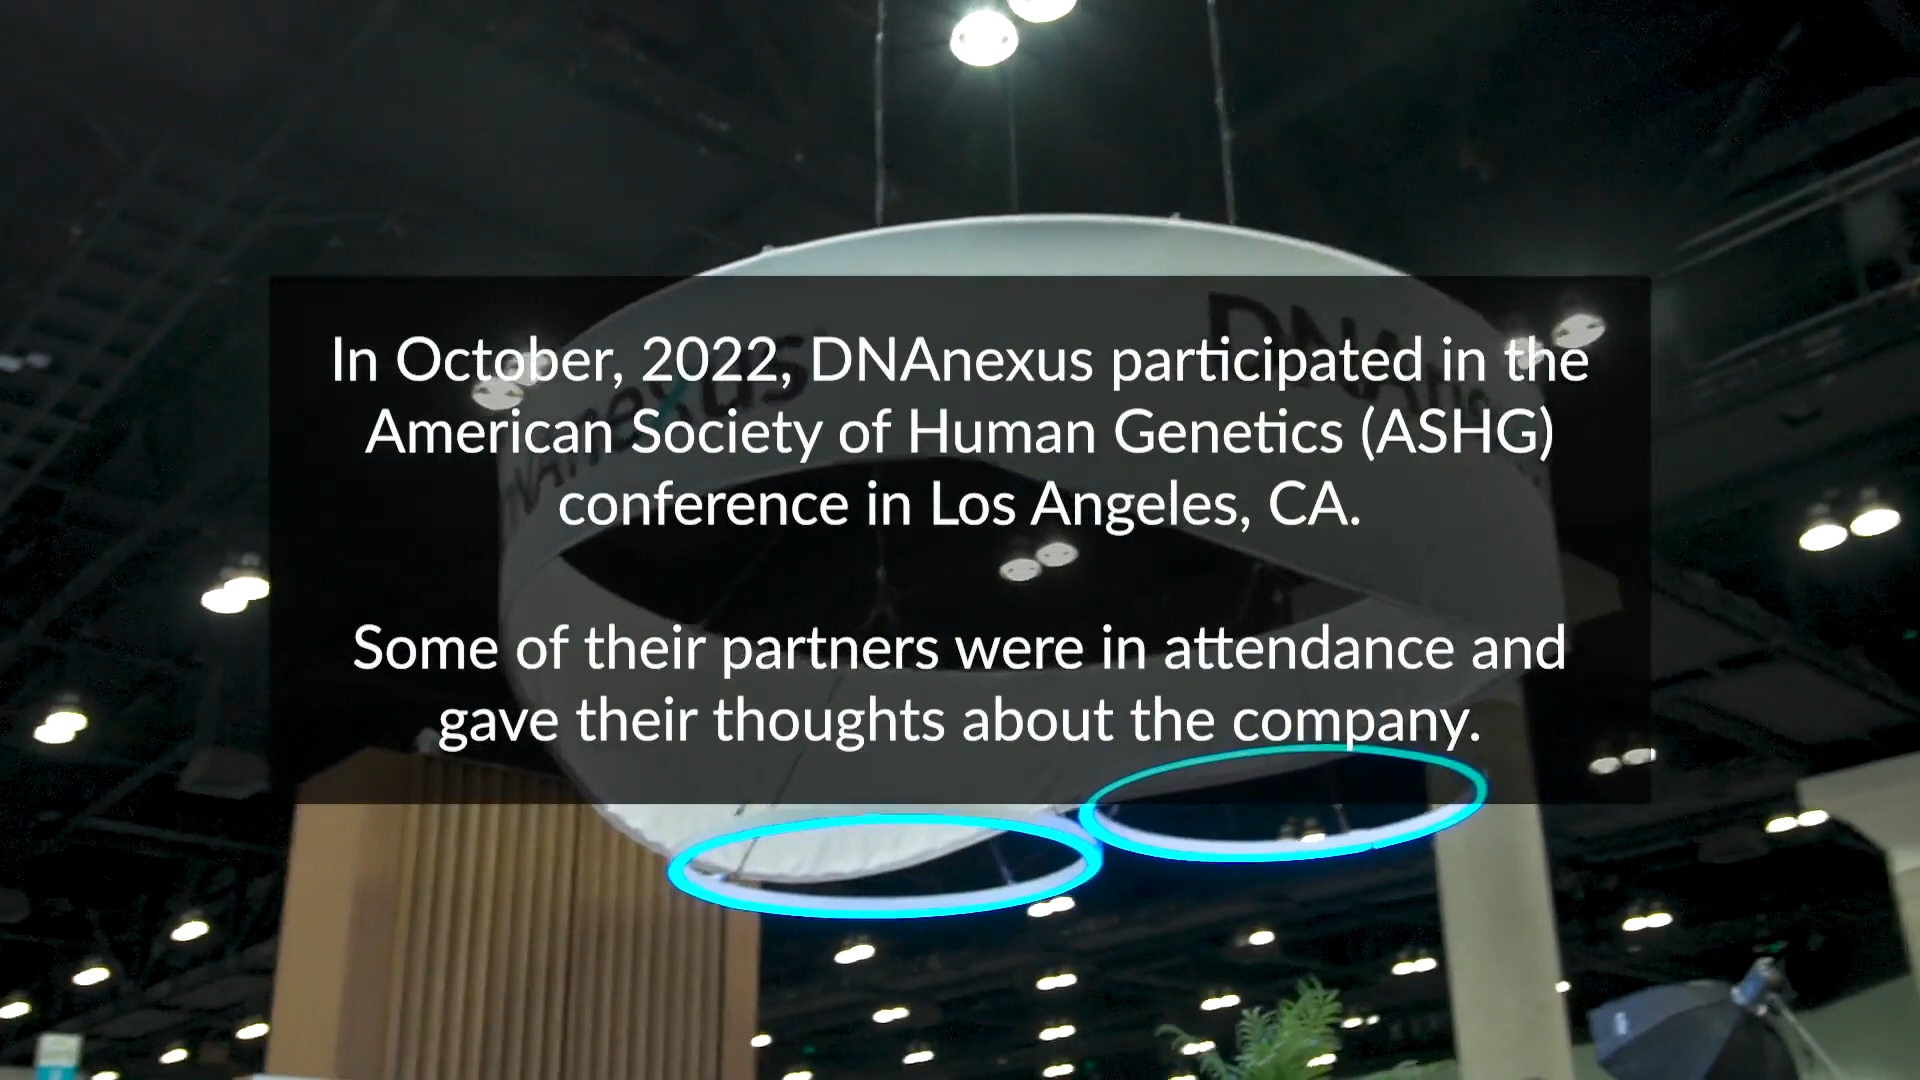 In October, 2022, DNAnexus participated in the
American Society of Human Genetics (ASHG)
conference in Los Angeles, CA.
Some of their partners were in attendance and
gave their thoughts about the company.